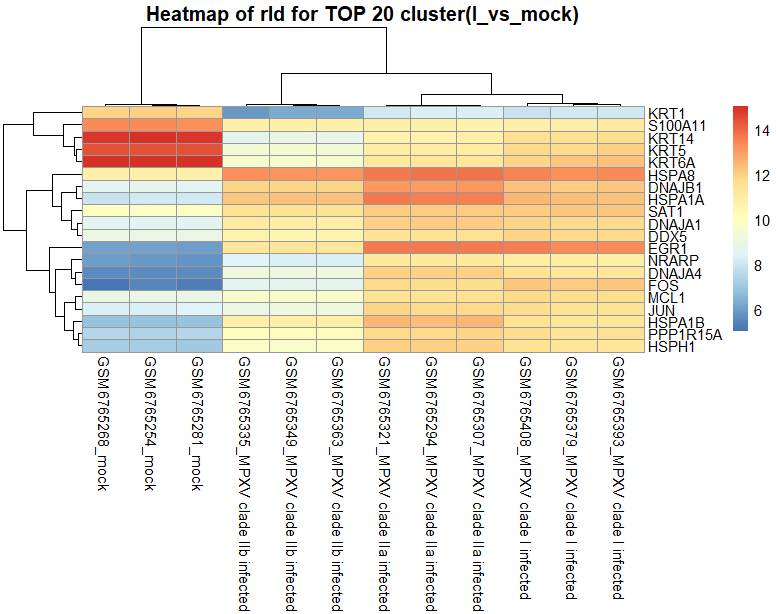 Heatmap of rld for TOP 20 cluster(I_vs_mock)
KRT1
S100A11
KRT14
KRT5
KRT6A
HSPA8
DNAJB1
HSPA1A
SAT1
DNAJA1
DDX5
EGR1
NRARP
DNAJA4
FOS
MCL1
JUN
HSPA1B
PPP1R15A
HSPH1
14
12
10
8
6
GSM6765268_mock
GSM6765254_mock
GSM6765281_mock
GSM6765335_MPXV clade IIb infected
GSM6765349_MPXV clade IIb infected
GSM6765363_MPXV clade IIb infected
GSM6765321_MPXV clade IIa infected
GSM6765294_MPXV clade IIa infected
GSM6765307_MPXV clade IIa infected
GSM6765408_MPXV clade I infected
GSM6765379_MPXV clade I infected
GSM6765393_MPXV clade I infected